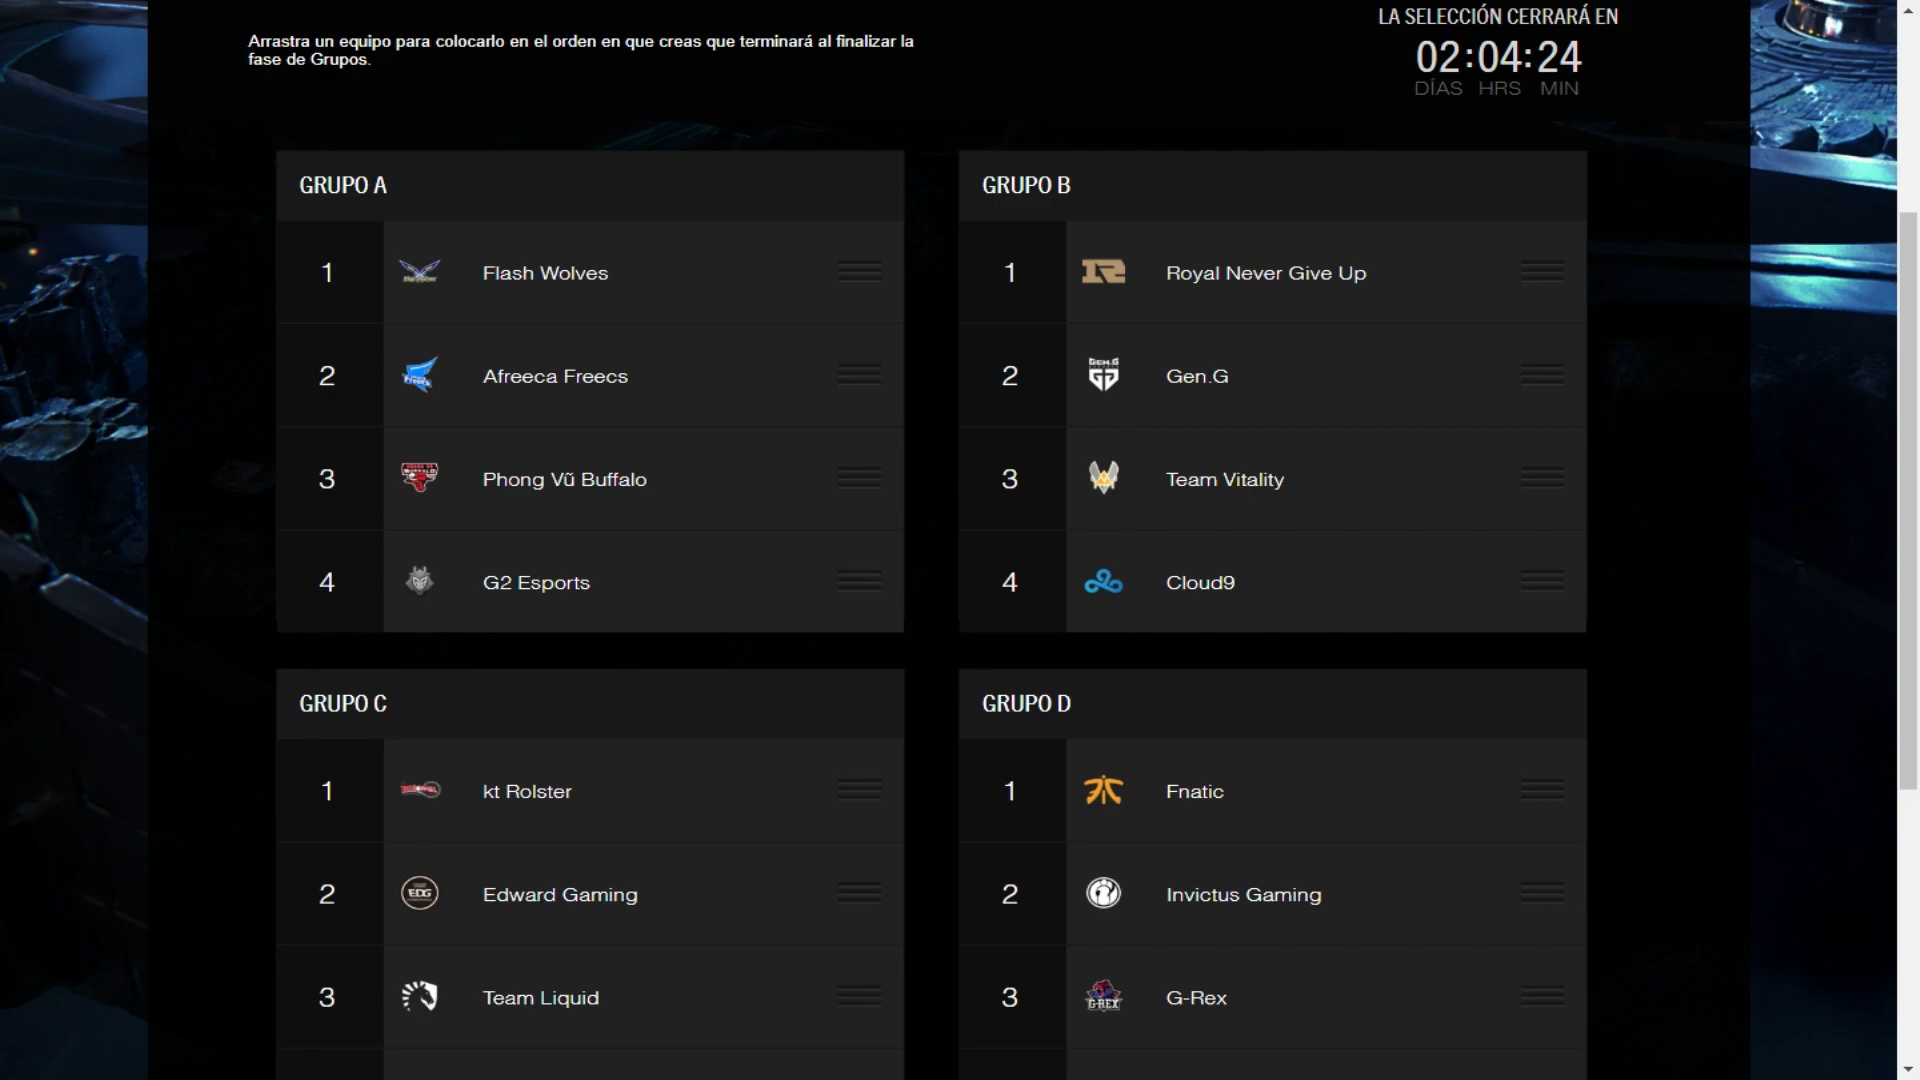 LA SELECCIÓN CERRARÁ EN
Arrastra un equipo para colocarlo en el orden en que creas que terminará al finalizar la
fase de Grupos.
02:04:24
DÍAS HRS MIN
GRUPO A
1 Flash Wolves
2 Afreeca Freecs
3 Phong Vũ Buffalo
4 G2 Esports
GRUPO B
1 Royal Never Give Up
2 GEN.G Gen.G
3 Team Vitality
4 Cloud9
GRUPO C
1 kt Rolster
2 EDG Edward Gaming
3 Team Liquid
GRUPO D
1 Fnatic
2 Invictus Gaming
3 G-REX G-Rex